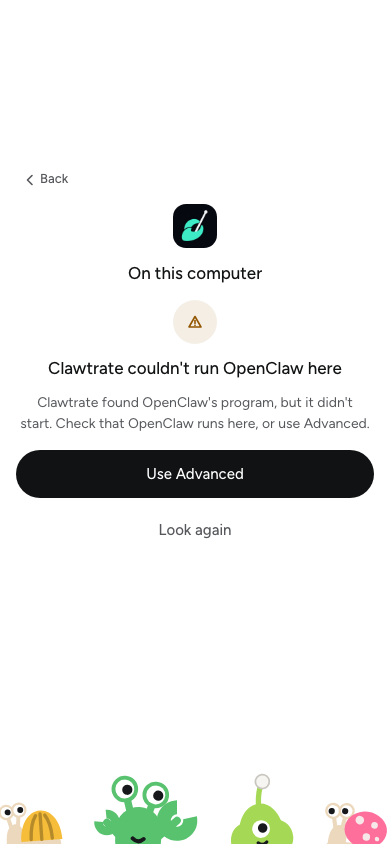 Back
On this computer
Clawtrate couldn't run OpenClaw here
Clawtrate found OpenClaw's program, but it didn't
start. Check that OpenClaw runs here, or use Advanced.
Use Advanced
Look again